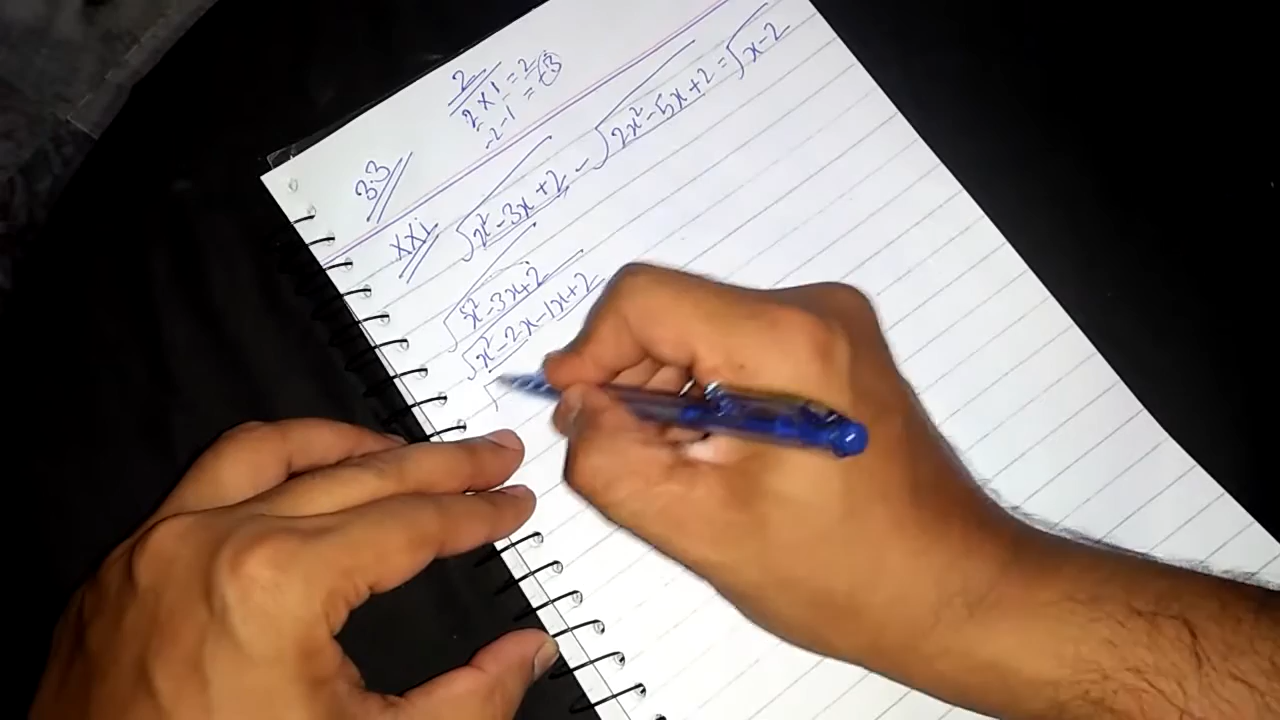 2
2 x 1 = 2
-2-1 = -3
33
xxi √x²-3x+2 - √2x²-5x+2 = √x-2
√x²-3x+2
√x²-2x-1x+2
√